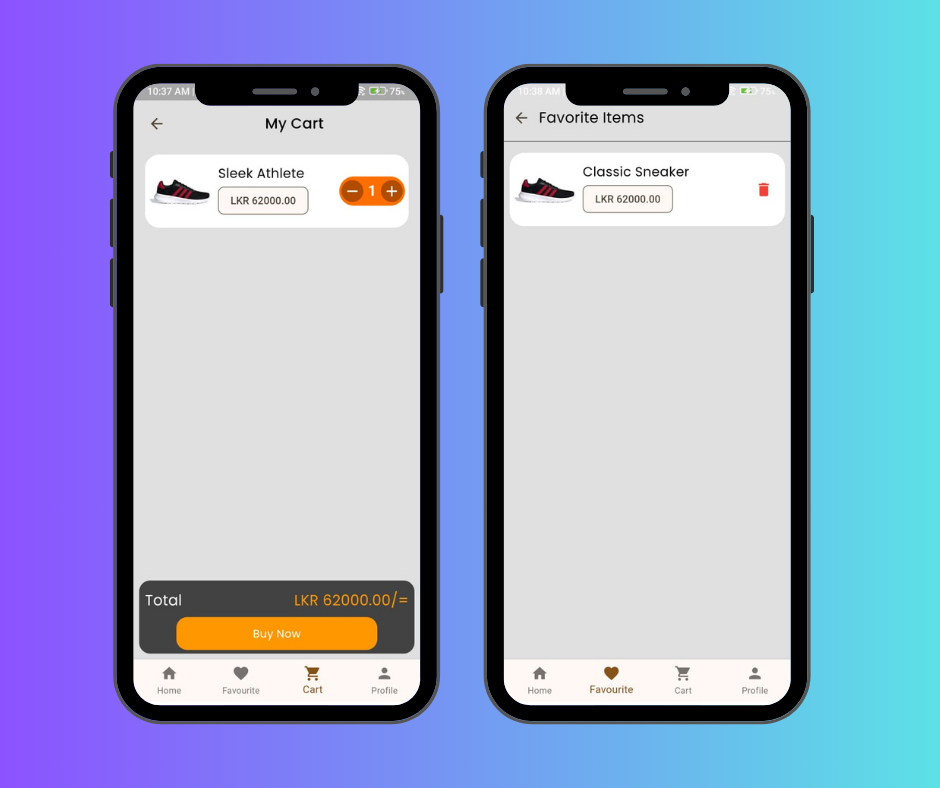 10:37 AM
75%
My Cart
Sleek Athlete
LKR 62000.00
1
Total
LKR 62000.00/=
Buy Now
Home
Favourite
Cart
Profile
10:38 AM
75%
Favorite Items
Classic Sneaker
LKR 62000.00
Home
Favourite
Cart
Profile